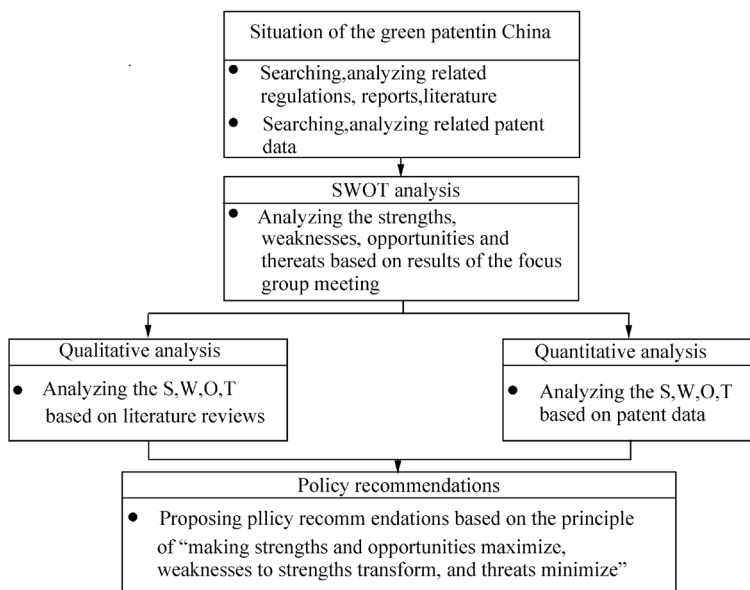 Situation of the green patentin China
● Searching,analyzing related
regulations, reports,literature
● Searching,analyzing related patent
data
SWOT analysis
● Analyzing the strengths,
weaknesses, opportunities and
thereats based on results of the focus
group meeting
Qualitative analysis
● Analyzing the S,W,O,T
based on literature reviews
Quantitative analysis
● Analyzing the S,W,O,T
based on patent data
Policy recommendations
● Proposing pllicy recomm endations based on the principle
of “making strengths and opportunities maximize,
weaknesses to strengths transform, and threats minimize”